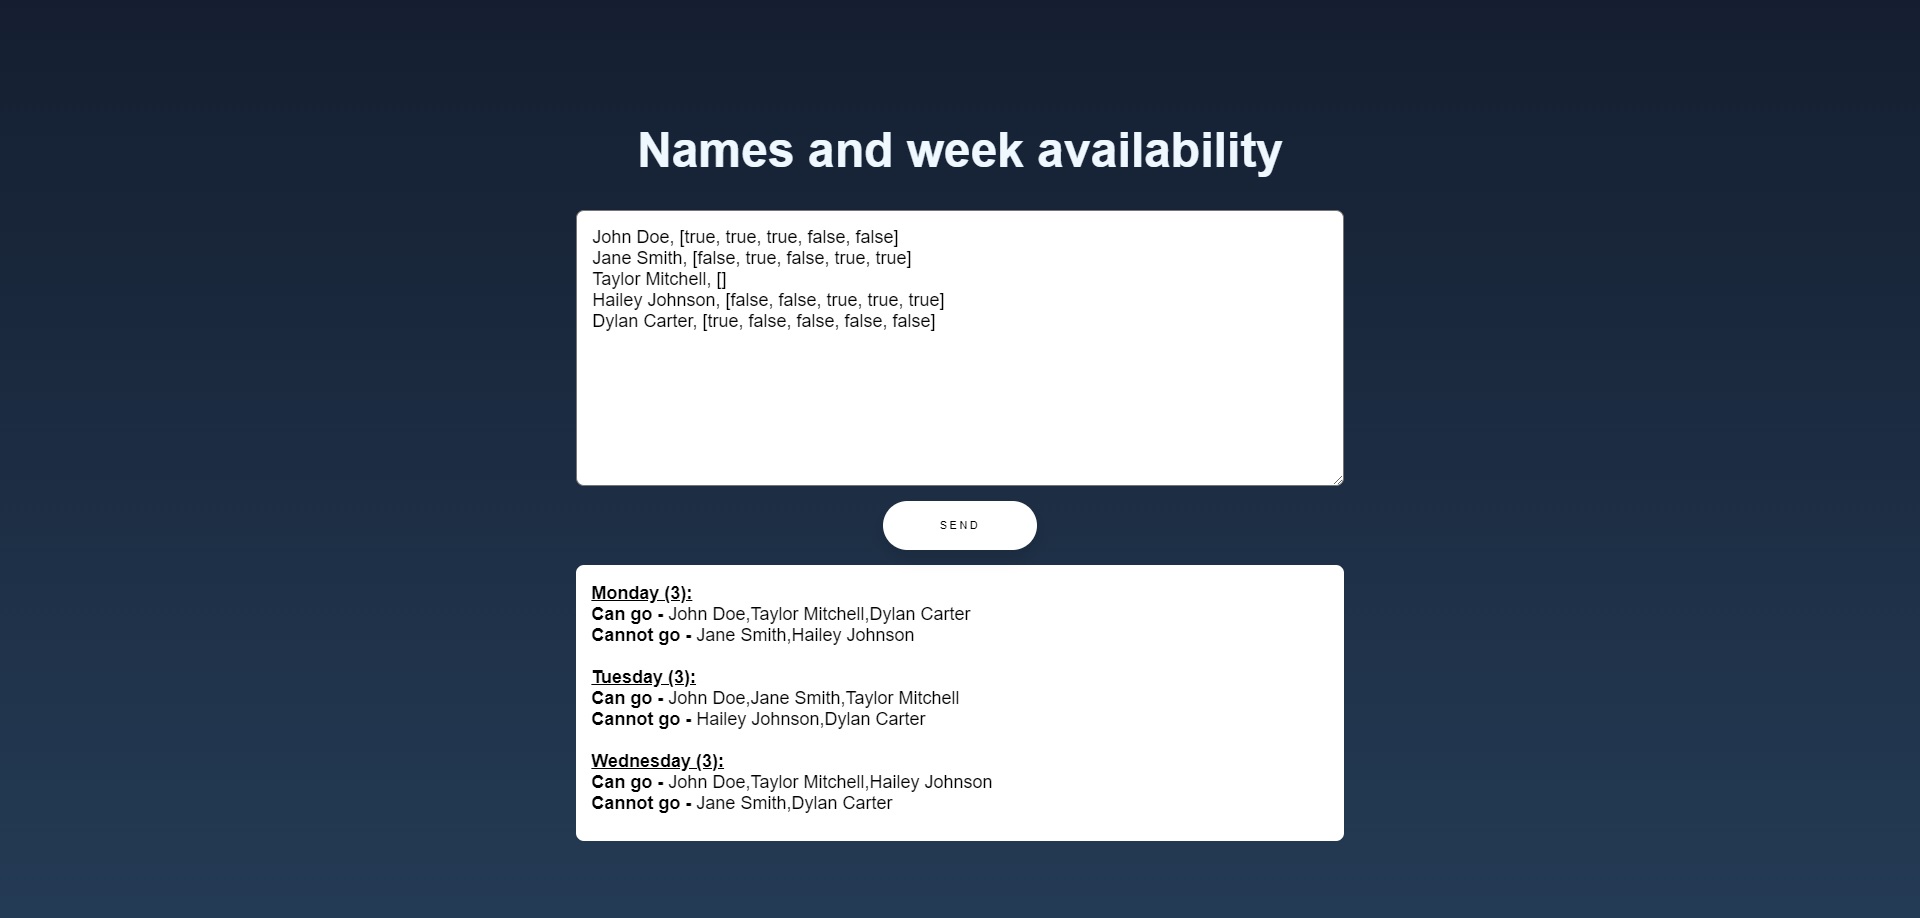 Names and week availability
John Doe, [true, true, true, false, false]
Jane Smith, [false, true, false, true, true]
Taylor Mitchell, []
Hailey Johnson, [false, false, true, true, true]
Dylan Carter, [true, false, false, false, false]
SEND
Monday (3):
Can go - John Doe,Taylor Mitchell,Dylan Carter
Cannot go - Jane Smith,Hailey Johnson
Tuesday (3):
Can go - John Doe,Jane Smith,Taylor Mitchell
Cannot go - Hailey Johnson,Dylan Carter
Wednesday (3):
Can go - John Doe,Taylor Mitchell,Hailey Johnson
Cannot go - Jane Smith,Dylan Carter